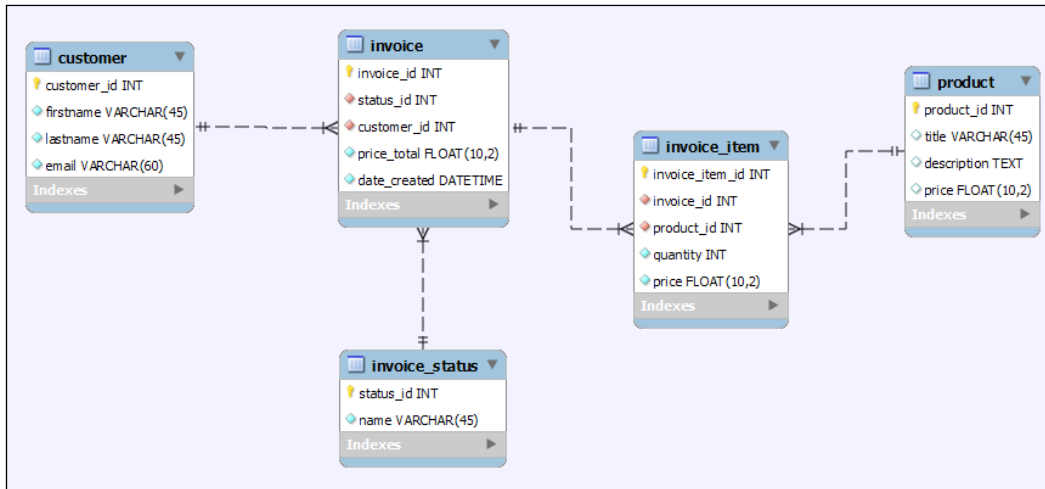 customer
customer_id INT
firstname VARCHAR(45)
lastname VARCHAR(45)
email VARCHAR(60)
Indexes
invoice
invoice_id INT
status_id INT
customer_id INT
price_total FLOAT(10,2)
date_created DATETIME
Indexes
invoice_item
invoice_item_id INT
invoice_id INT
product_id INT
quantity INT
price FLOAT(10,2)
Indexes
product
product_id INT
title VARCHAR(45)
description TEXT
price FLOAT(10,2)
Indexes
invoice_status
status_id INT
name VARCHAR(45)
Indexes